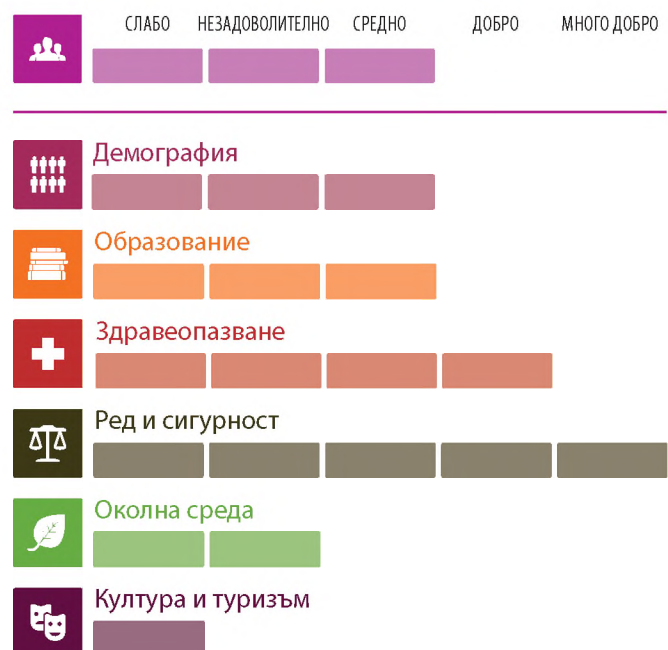 СЛАБО НЕЗАДОВОЛИТЕЛНО СРЕДНО ДОБРО МНОГО ДОБРО
Демография
Образование
Здравеопазване
Ред и сигурност
Околна среда
Култура и туризъм